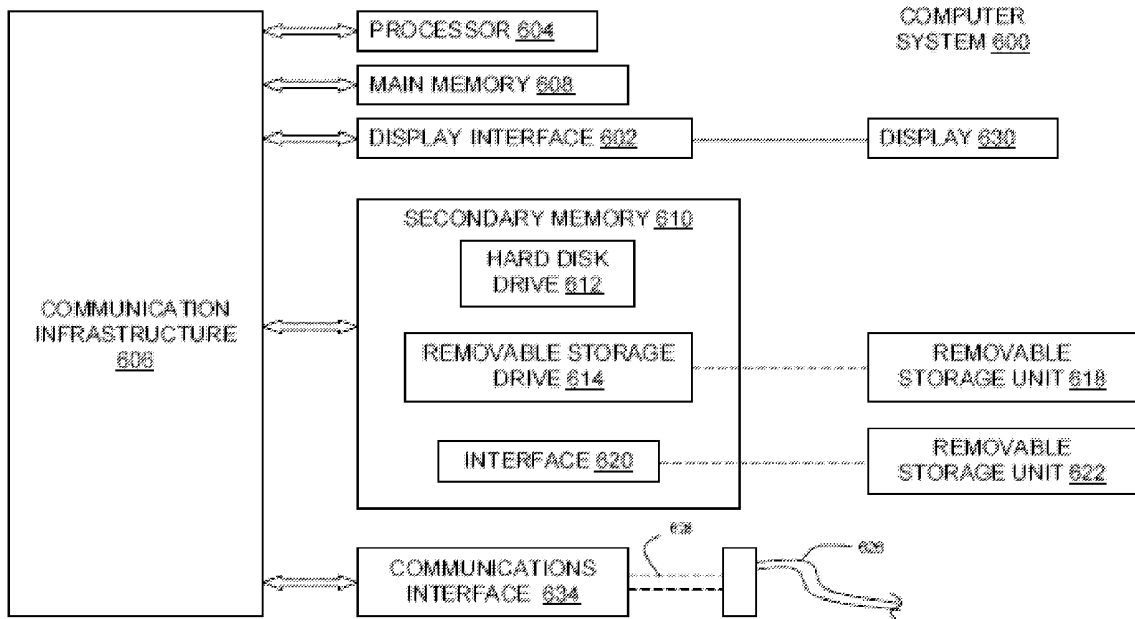 PROCESSOR 604
COMPUTER
SYSTEM 600
MAIN MEMORY 608
DISPLAY INTERFACE 602
DISPLAY 630
SECONDARY MEMORY 610
HARD DISK
DRIVE 612
COMMUNICATION
INFRASTRUCTURE
606
REMOVABLE STORAGE
DRIVE 614
REMOVABLE
STORAGE UNIT 618
INTERFACE 620
REMOVABLE
STORAGE UNIT 622
COMMUNICATIONS
INTERFACE 634